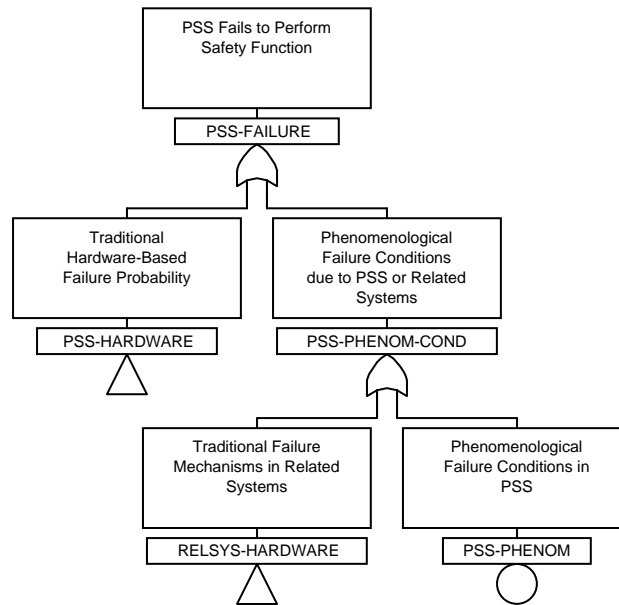 PSS Fails to Perform
Safety Function
PSS-FAILURE
Traditional
Hardware-Based
Failure Probability
PSS-HARDWARE
Phenomenological
Failure Conditions
due to PSS or Related
Systems
PSS-PHENOM-COND
Traditional Failure
Mechanisms in Related
Systems
RELSYS-HARDWARE
Phenomenological
Failure Conditions in
PSS
PSS-PHENOM